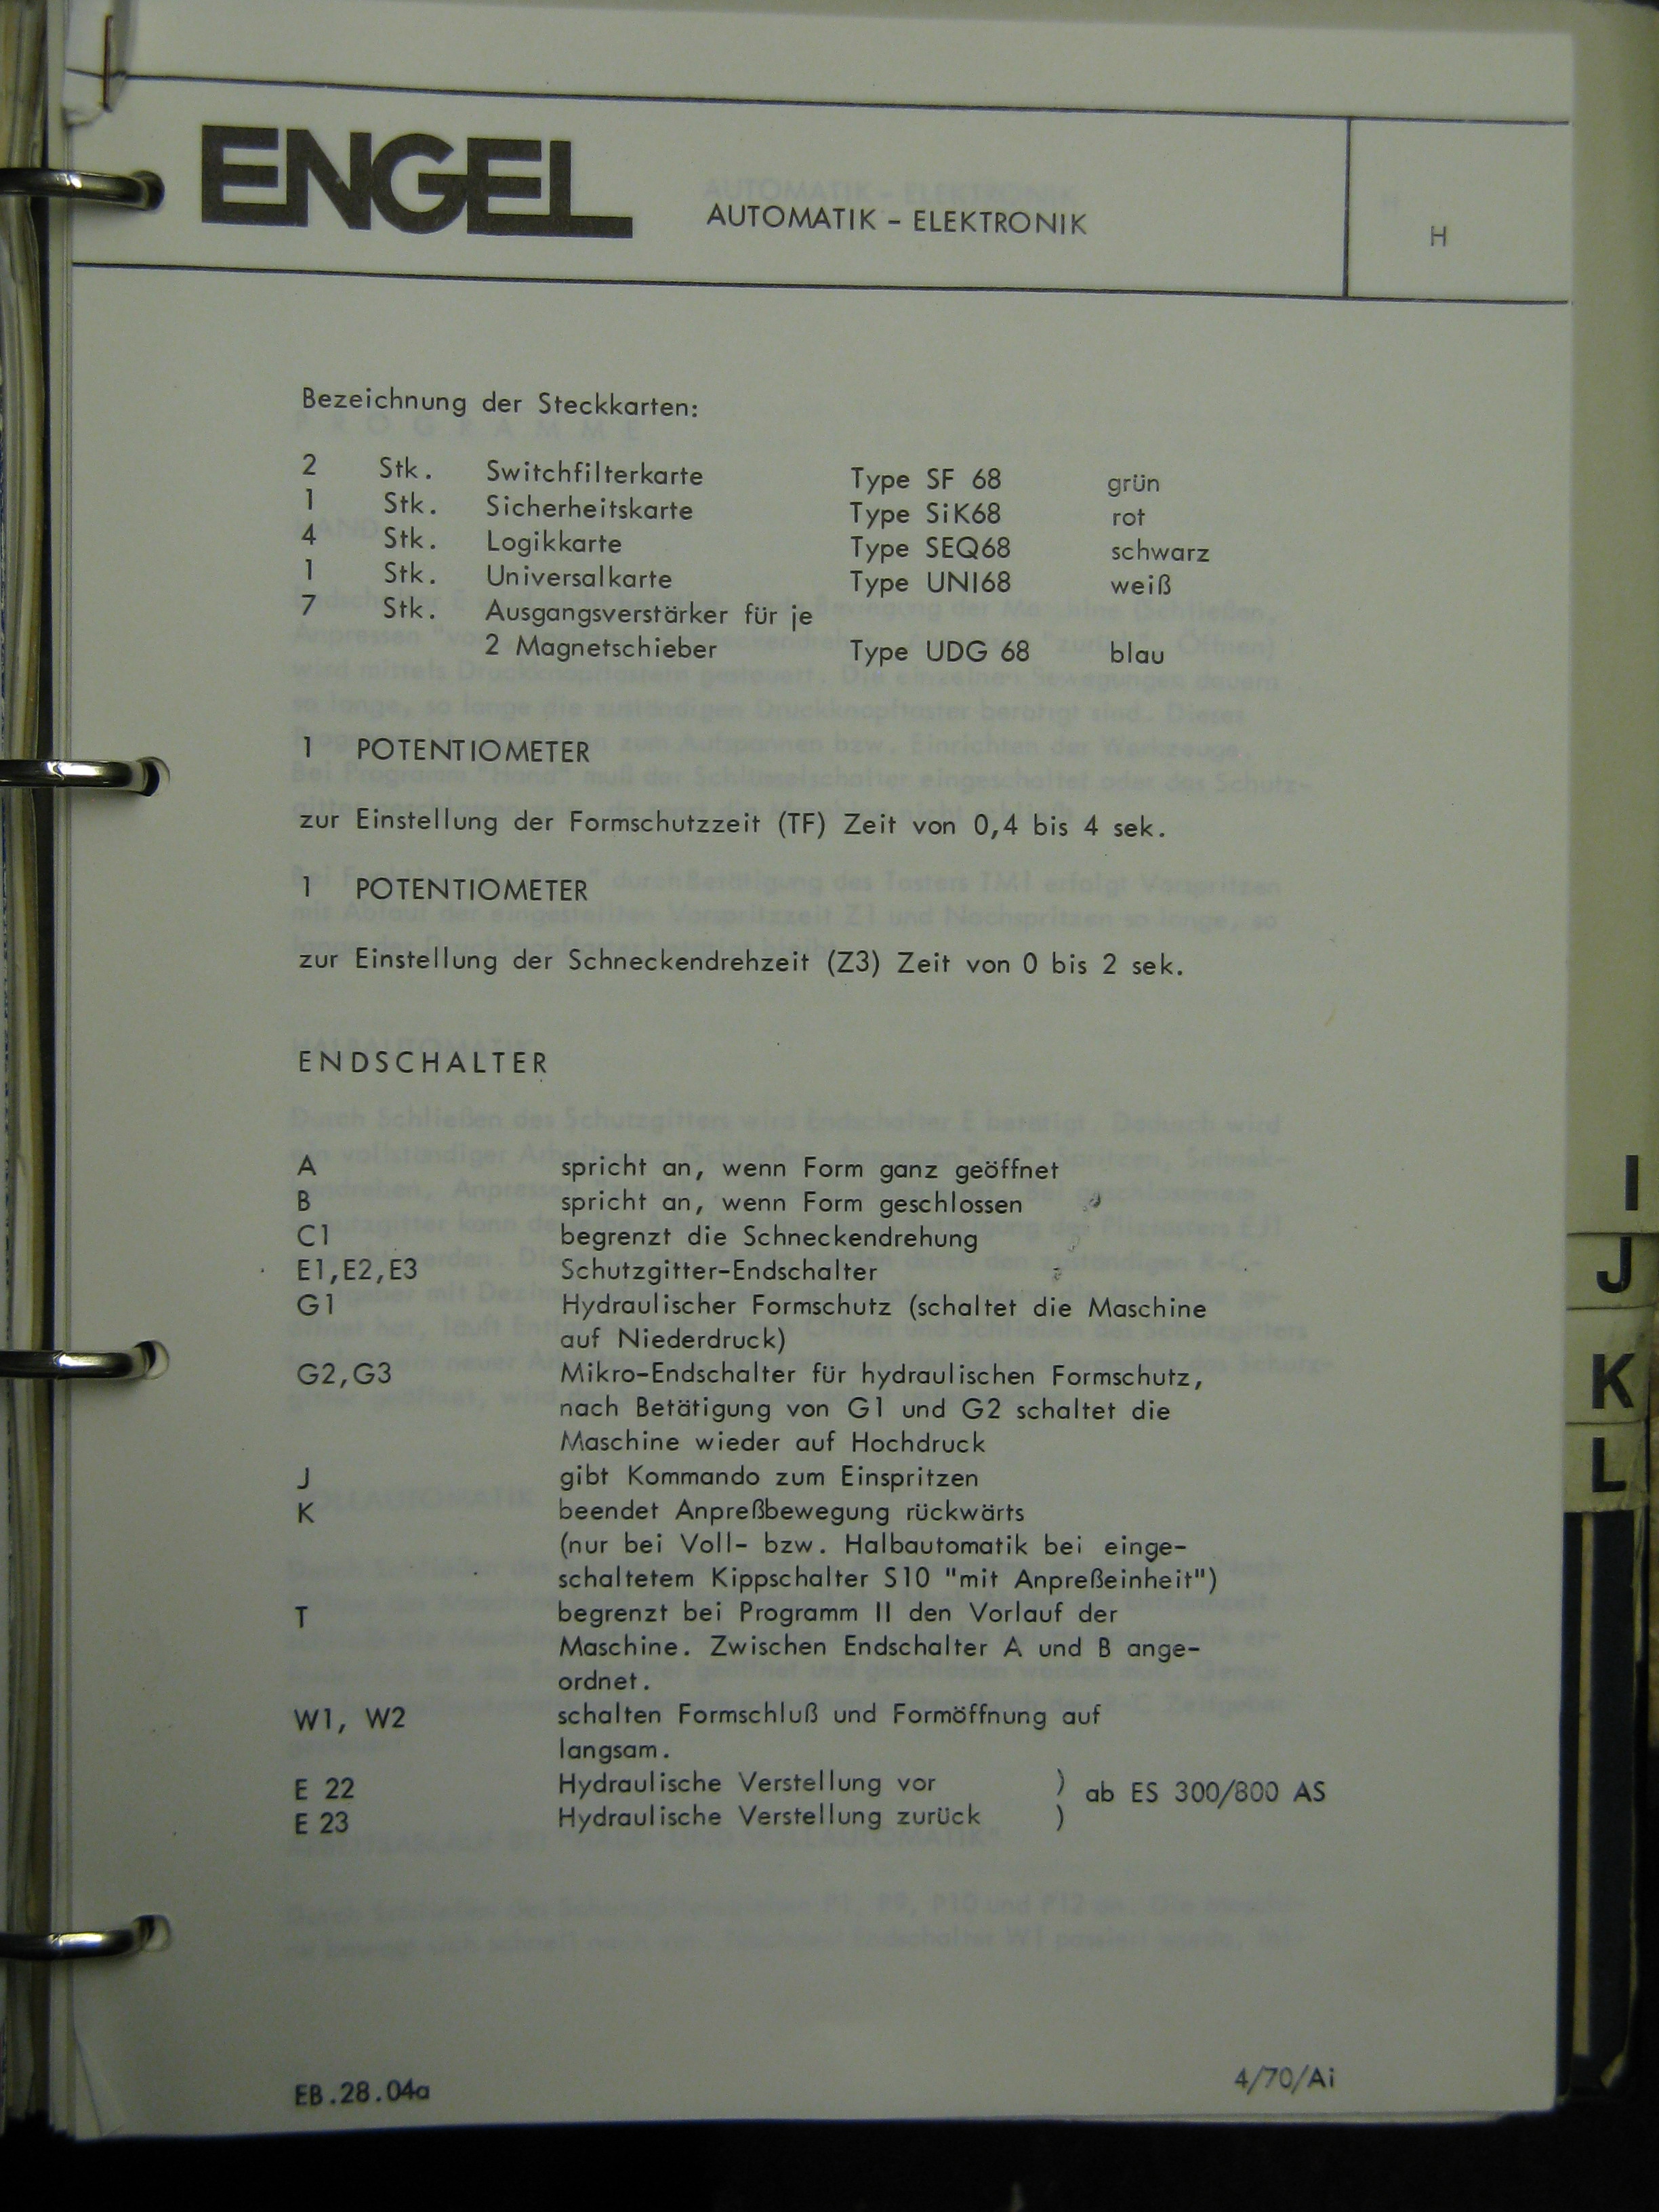 ENGEL
AUTOMATIK - ELEKTRONIK
H
Bezeichnung der Steckkarten:
2 Stk. Switchfilterkarte Type SF 68 grün
1 Stk. Sicherheitskarte Type SiK68 rot
4 Stk. Logikkarte Type SEQ68 schwarz
1 Stk. Universalkarte Type UNI68 weiß
7 Stk. Ausgangsverstärker für je
2 Magnetschieber Type UDG 68 blau
1 POTENTIOMETER
zur Einstellung der Formschutzzeit (TF) Zeit von 0,4 bis 4 sek.
1 POTENTIOMETER
zur Einstellung der Schneckendrehzeit (Z3) Zeit von 0 bis 2 sek.
ENDSCHALTER
A spricht an, wenn Form ganz geöffnet
B spricht an, wenn Form geschlossen
C1 begrenzt die Schneckendrehung
E1,E2,E3 Schutzgitter-Endschalter
G1 Hydraulischer Formschutz (schaltet die Maschine
auf Niederdruck)
G2,G3 Mikro-Endschalter für hydraulischen Formschutz,
nach Betätigung von G1 und G2 schaltet die
Maschine wieder auf Hochdruck
J gibt Kommando zum Einspritzen
K beendet Anpreßbewegung rückwärts
(nur bei Voll- bzw. Halbautomatik bei einge-
schaltetem Kippschalter S10 "mit Anpreßeinheit")
T begrenzt bei Programm II den Vorlauf der
Maschine. Zwischen Endschalter A und B ange-
ordnet.
W1, W2 schalten Formschluß und Formöffnung auf
langsam.
E 22 Hydraulische Verstellung vor ) ab ES 300/800 AS
E 23 Hydraulische Verstellung zurück )
EB.28.04a
4/70/Ai
I
J
K
L